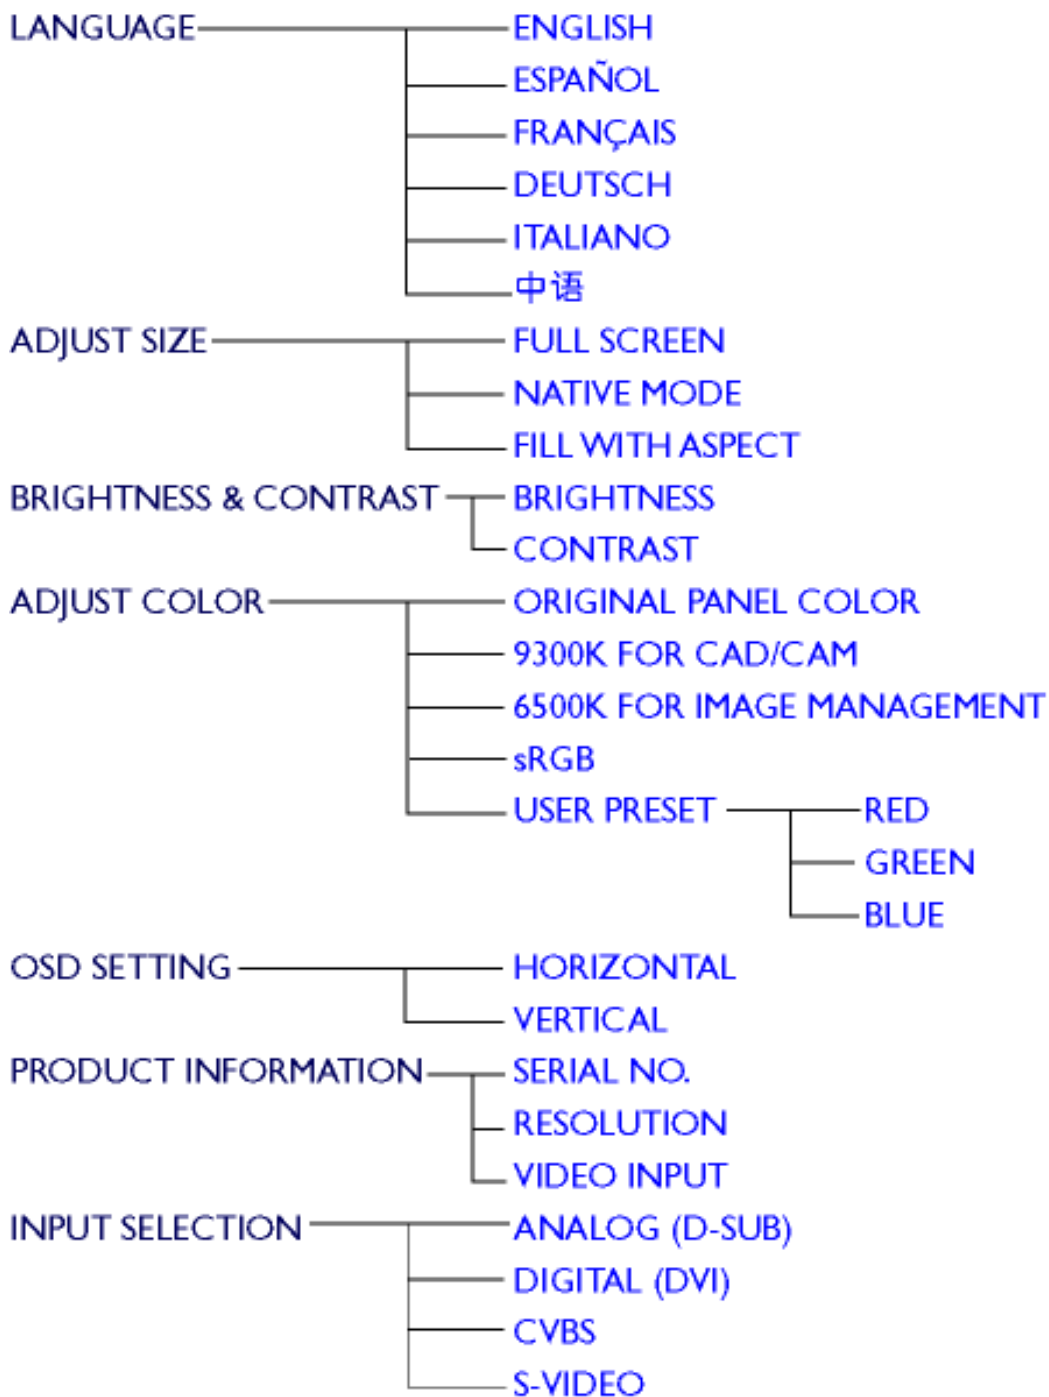 LANGUAGE ENGLISH
ESPAÑOL
FRANÇAIS
DEUTSCH
ITALIANO
中语
ADJUST SIZE FULL SCREEN
NATIVE MODE
FILL WITH ASPECT
BRIGHTNESS & CONTRAST BRIGHTNESS
CONTRAST
ADJUST COLOR ORIGINAL PANEL COLOR
9300K FOR CAD/CAM
6500K FOR IMAGE MANAGEMENT
sRGB
USER PRESET RED
GREEN
BLUE
OSD SETTING HORIZONTAL
VERTICAL
PRODUCT INFORMATION SERIAL NO.
RESOLUTION
VIDEO INPUT
INPUT SELECTION ANALOG (D-SUB)
DIGITAL (DVI)
CVBS
S-VIDEO